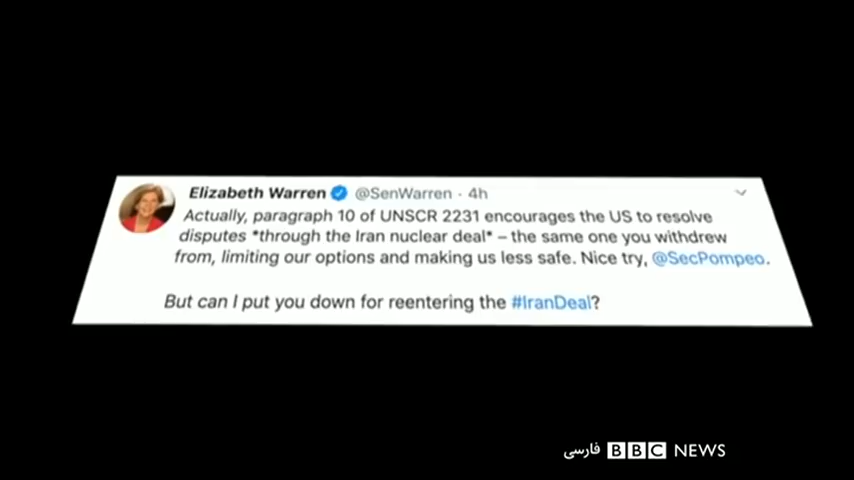 Elizabeth Warren @SenWarren · 4h
Actually, paragraph 10 of UNSCR 2231 encourages the US to resolve
disputes *through the Iran nuclear deal* – the same one you withdrew
from, limiting our options and making us less safe. Nice try, @SecPompeo.
But can I put you down for reentering the #IranDeal?
فارسی BBC NEWS